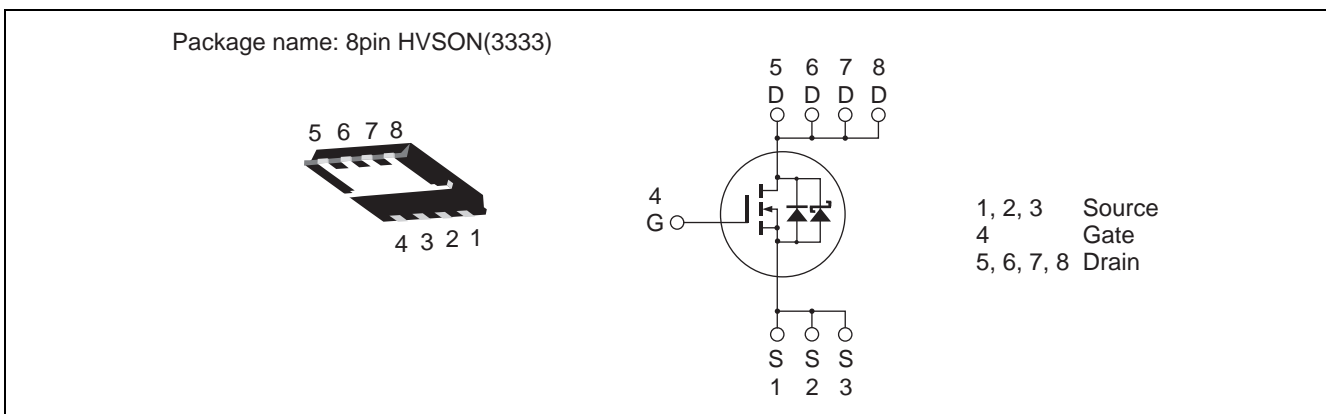 Package name: 8pin HVSON(3333)
5 6 7 8
4 3 2 1
5 6 7 8
D D D D
4
G
S S S
1 2 3
1, 2, 3 Source
4 Gate
5, 6, 7, 8 Drain